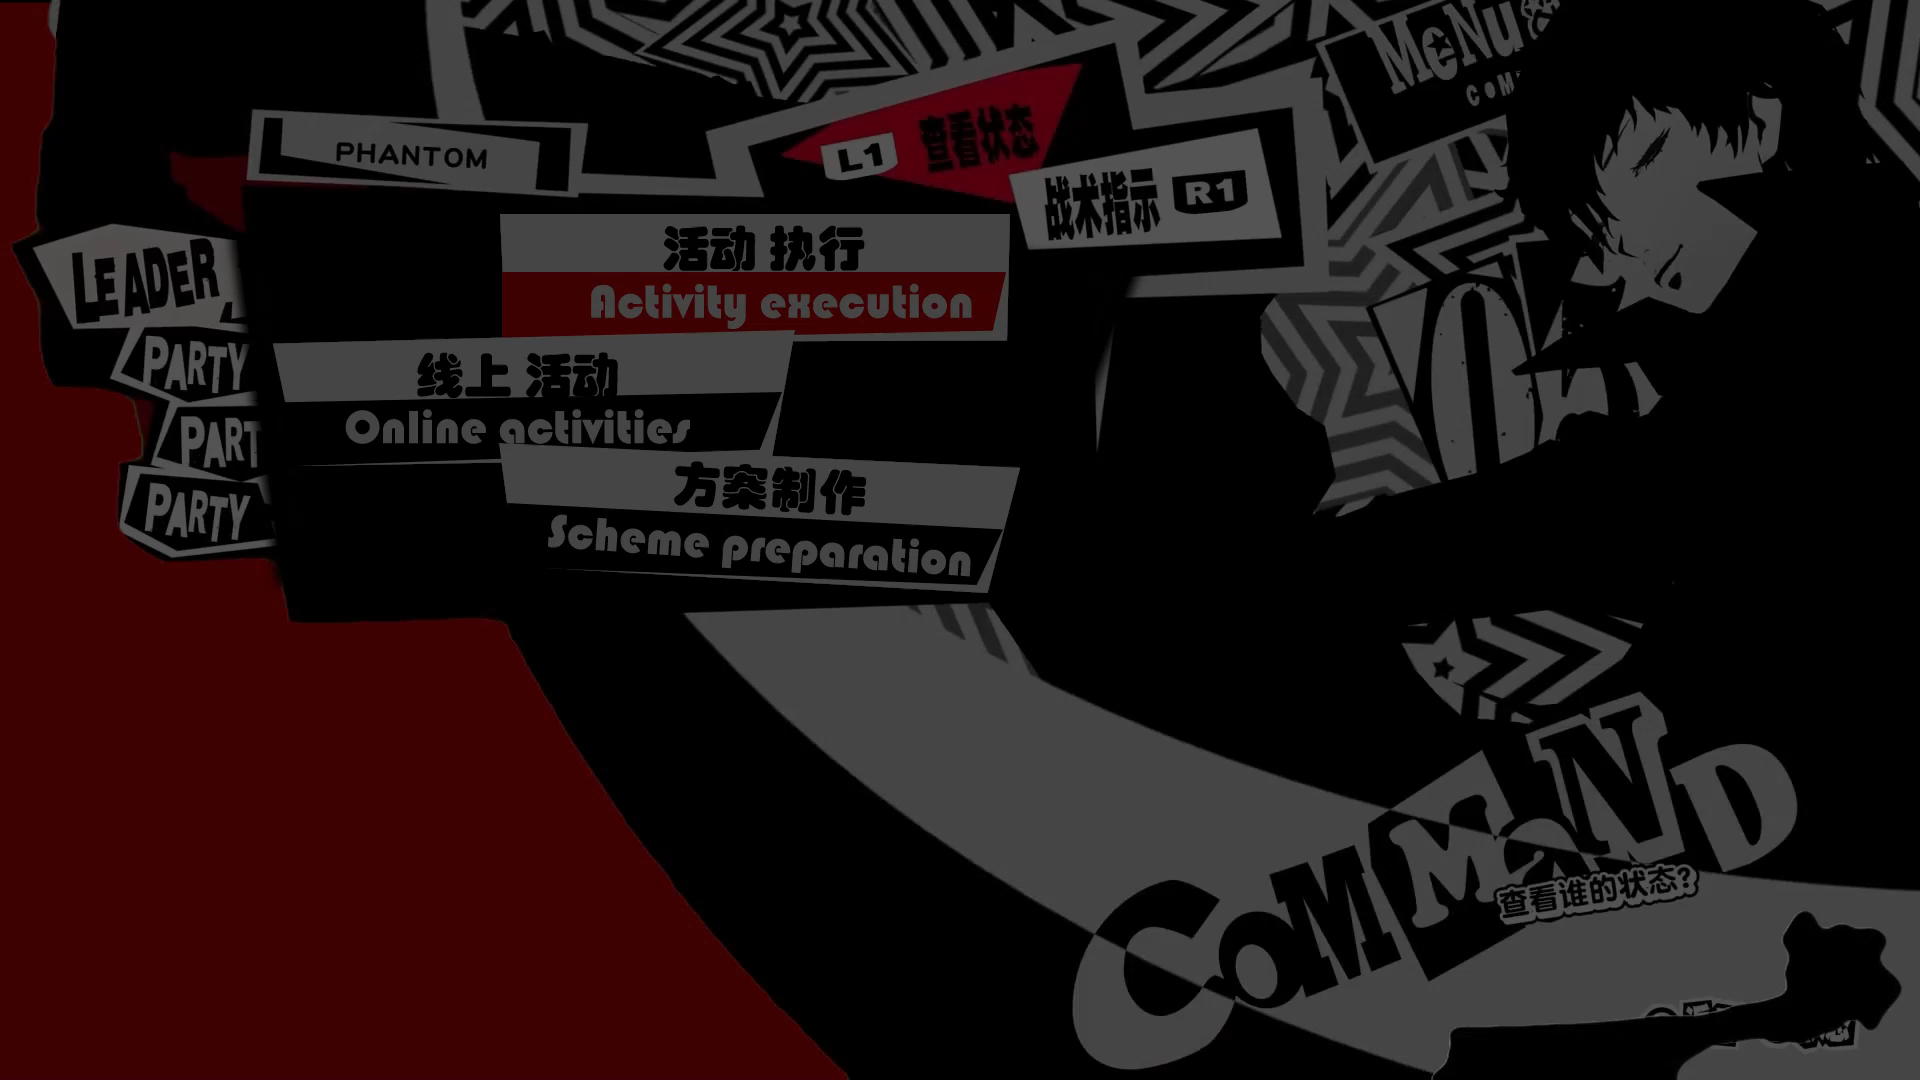 MENU
PHANTOM
L1 查看状态
战术指示 R1
LEADER
PARTY
PART
PARTY
活动 执行
Activity execution
线上 活动
Online activities
方案制作
Scheme preparation
COMMAND
查看谁的状态?